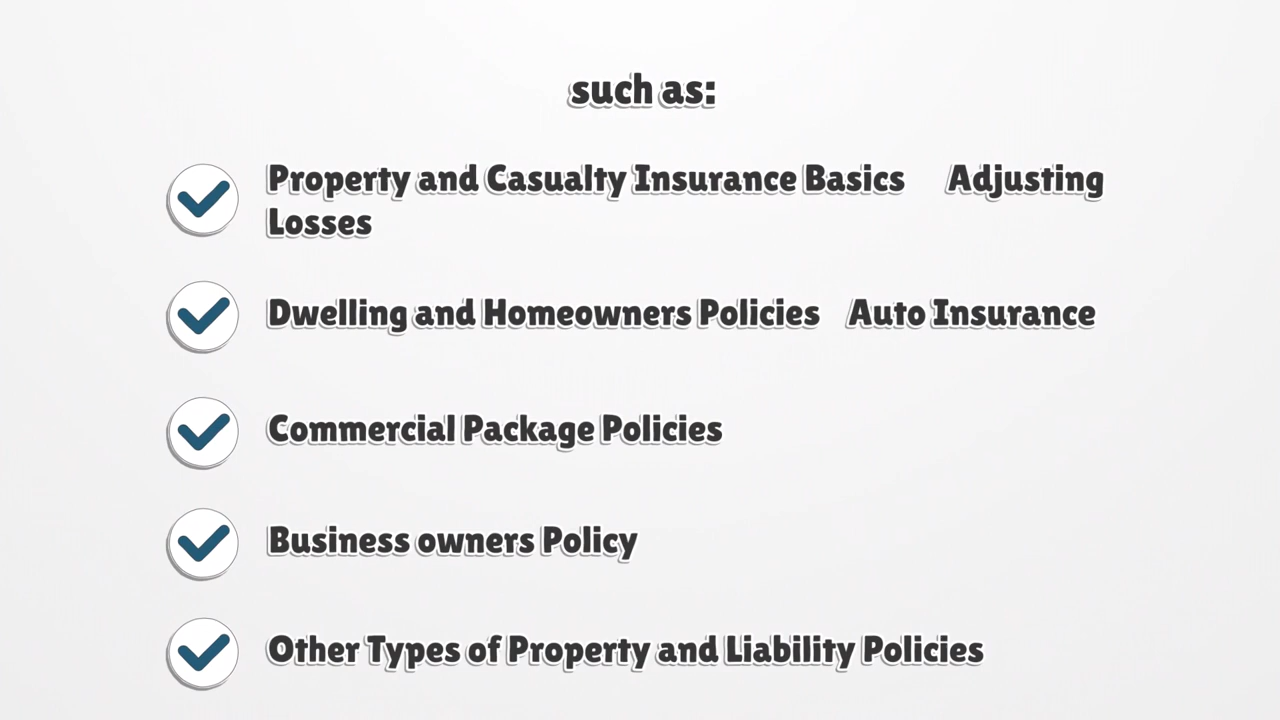 such as:
Property and Casualty Insurance Basics Adjusting
Losses
Dwelling and Homeowners Policies Auto Insurance
Commercial Package Policies
Business owners Policy
Other Types of Property and Liability Policies